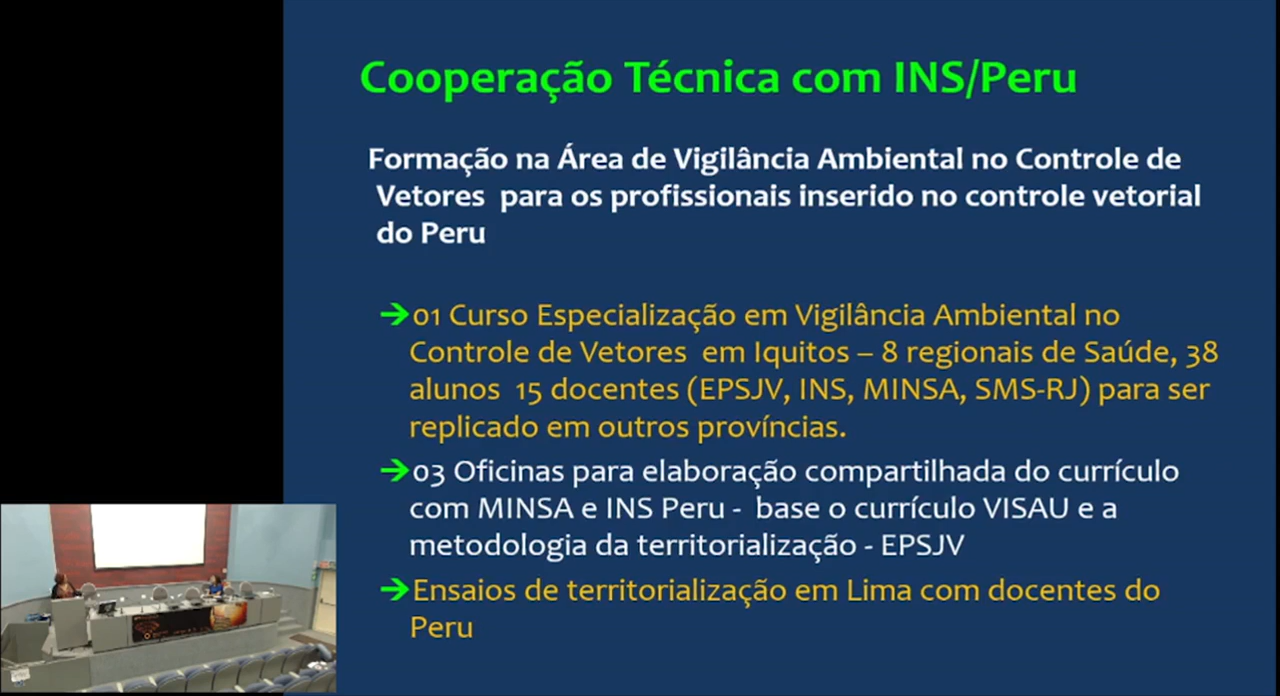 Cooperação Técnica com INS/Peru
Formação na Área de Vigilância Ambiental no Controle de
Vetores para os profissionais inserido no controle vetorial
do Peru
➔01 Curso Especialização em Vigilância Ambiental no
Controle de Vetores em Iquitos – 8 regionais de Saúde, 38
alunos 15 docentes (EPSJV, INS, MINSA, SMS-RJ) para ser
replicado em outros províncias.
➔03 Oficinas para elaboração compartilhada do currículo
com MINSA e INS Peru - base o currículo VISAU e a
metodologia da territorialização - EPSJV
➔Ensaios de territorialização em Lima com docentes do
Peru